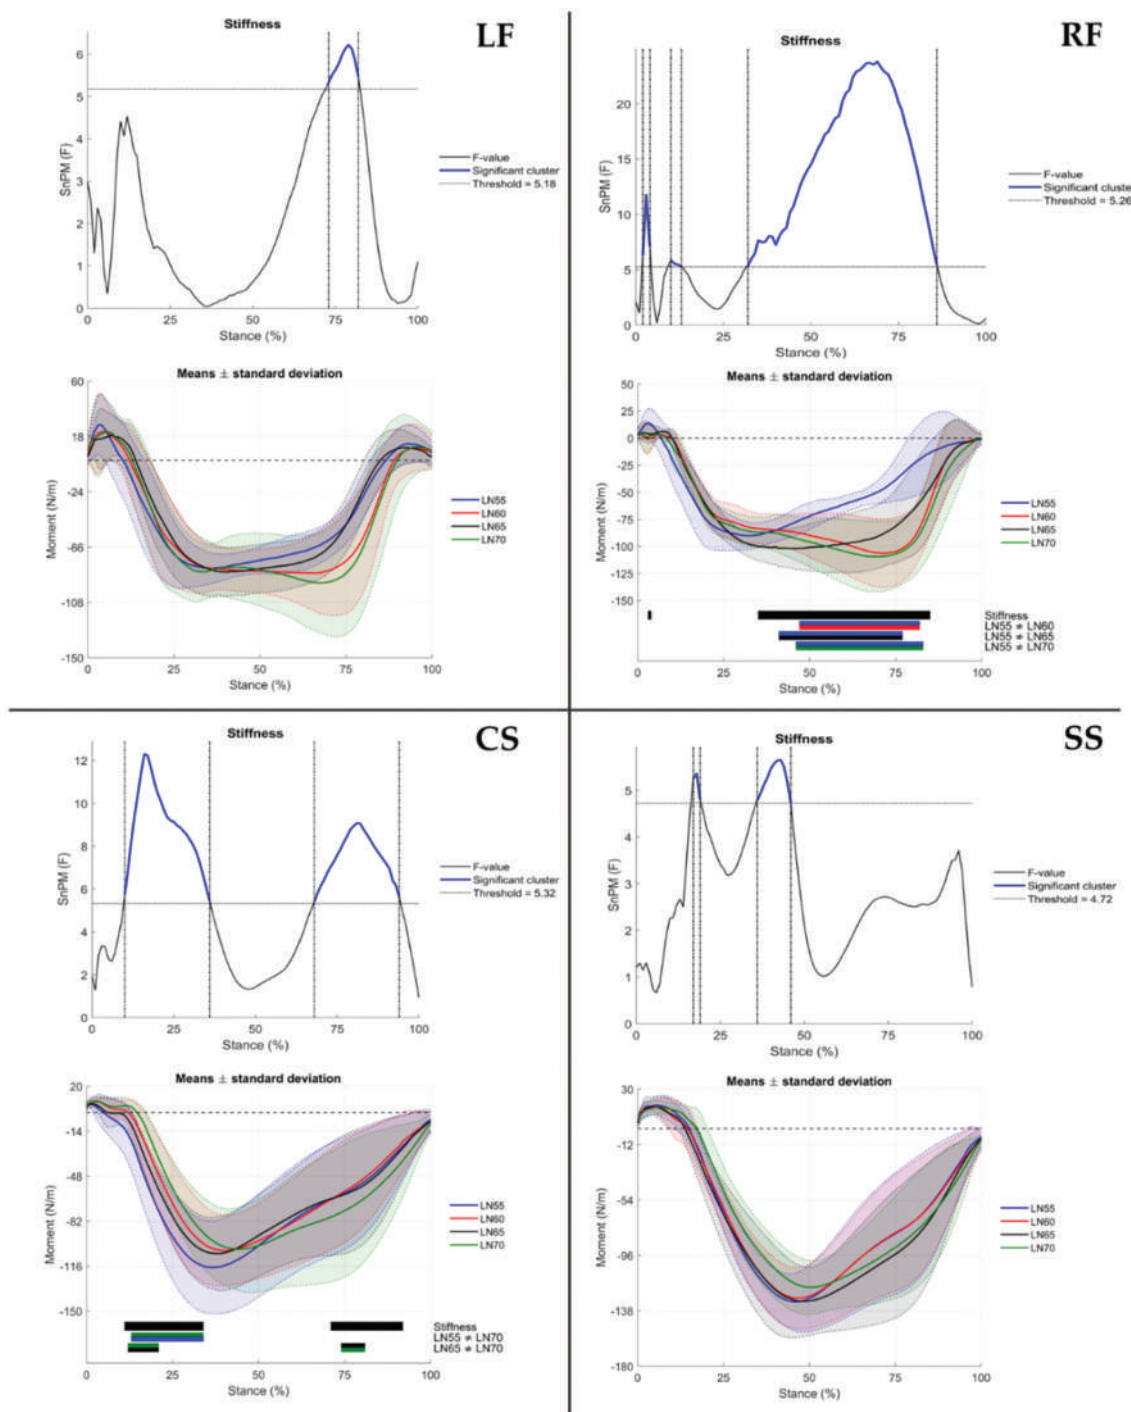 LF
Stiffness
SnPM (F)
6
5
4
3
2
1
0
0 25 50 75 100
Stance (%)
F-value
Significant cluster
Threshold = 5.18
Means ± standard deviation
Moment (N/m)
60
18
-24
-66
-108
-150
0 25 50 75 100
Stance (%)
LN55
LN60
LN65
LN70
RF
Stiffness
SnPM (F)
20
15
10
5
0
0 25 50 75 100
Stance (%)
F-value
Significant cluster
Threshold = 5.26
Means ± standard deviation
Moment (N/m)
50
25
0
-25
-50
-75
-100
-125
-150
0 25 50 75 100
Stance (%)
LN55
LN60
LN65
LN70
Stiffness
LN55 ≠ LN60
LN55 ≠ LN65
LN55 ≠ LN70
CS
Stiffness
SnPM (F)
12
10
8
6
4
2
0
0 25 50 75 100
Stance (%)
F-value
Significant cluster
Threshold = 5.32
Means ± standard deviation
Moment (N/m)
20
-14
-48
-82
-116
-150
0 25 50 75 100
Stance (%)
LN55
LN60
LN65
LN70
Stiffness
LN55 ≠ LN70
LN65 ≠ LN70
SS
Stiffness
SnPM (F)
5
4
3
2
1
0
0 25 50 75 100
Stance (%)
F-value
Significant cluster
Threshold = 4.72
Means ± standard deviation
Moment (N/m)
30
-12
-54
-96
-138
-180
0 25 50 75 100
Stance (%)
LN55
LN60
LN65
LN70